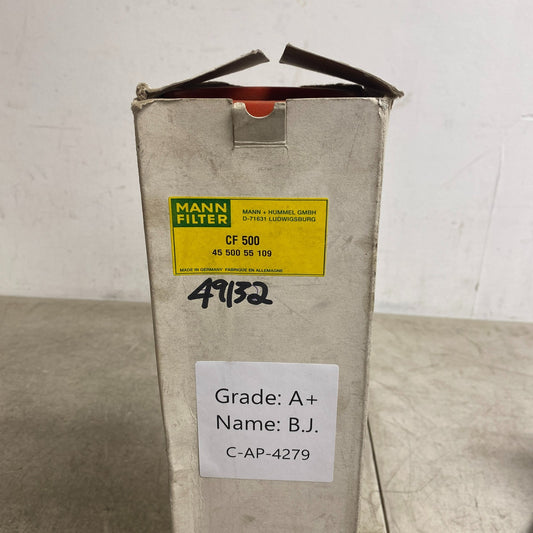 MANN
FILTER
MANN + HUMMEL GMBH
D-71631 LUDWIGSBURG
CF 500
45 500 55 109
MADE IN GERMANY FABRIQUE EN ALLEMAGNE
49132
Grade: A+
Name: B.J.
C-AP-4279